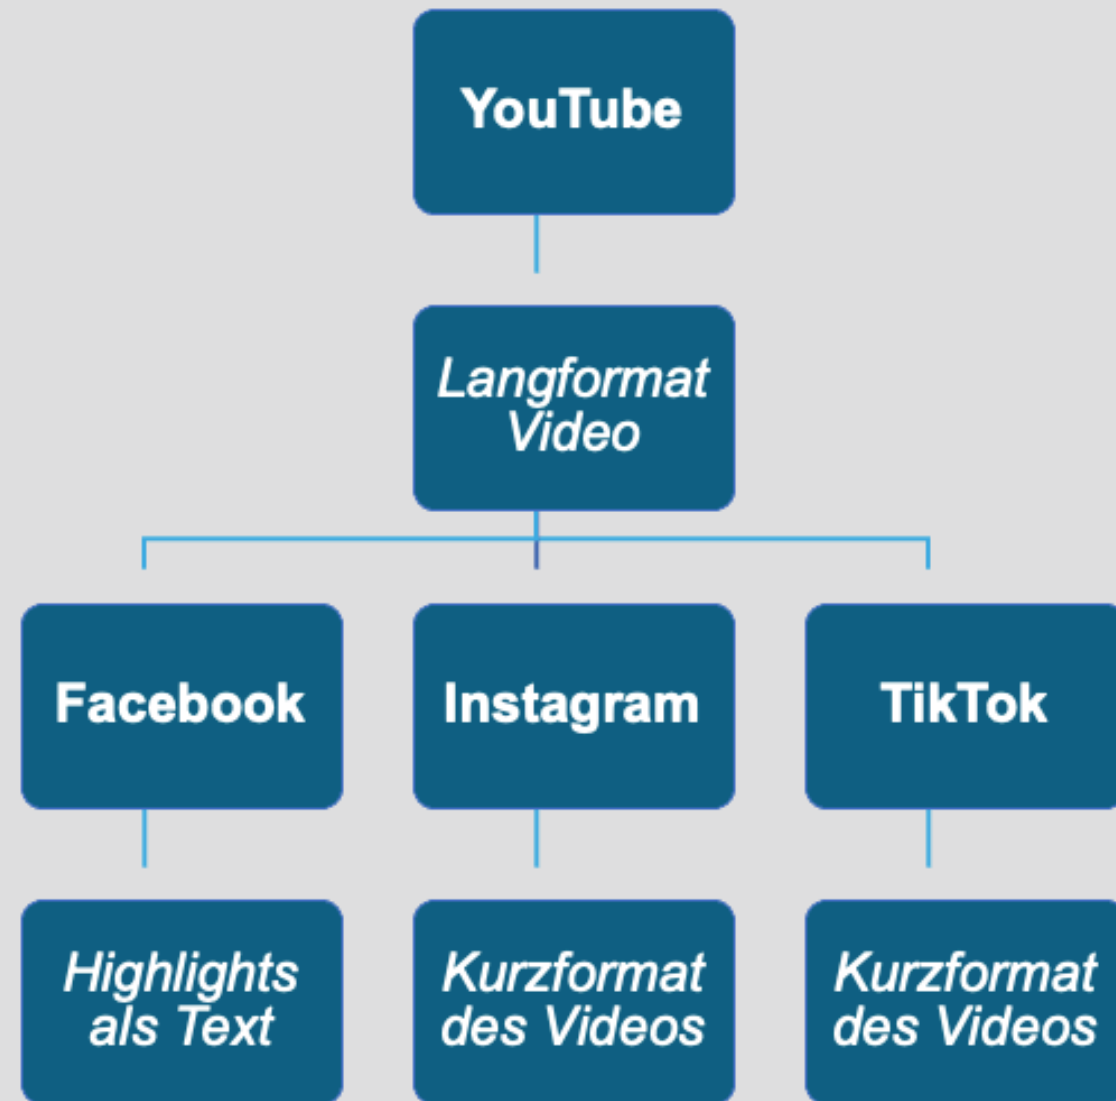 YouTube
Langformat
Video
Facebook
Instagram
TikTok
Highlights
als Text
Kurzformat
des Videos
Kurzformat
des Videos